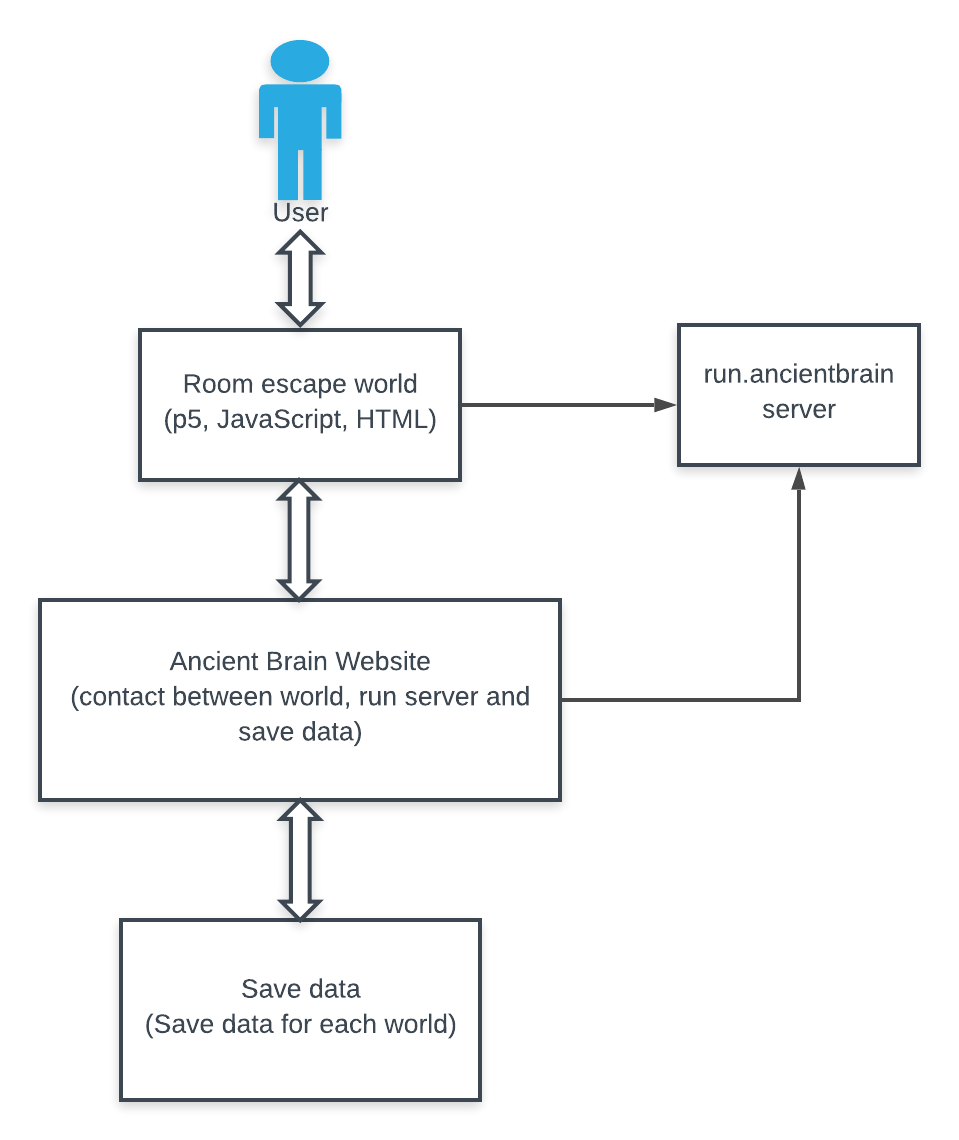 User
Room escape world
(p5, JavaScript, HTML)
run.ancientbrain
server
Ancient Brain Website
(contact between world, run server and
save data)
Save data
(Save data for each world)